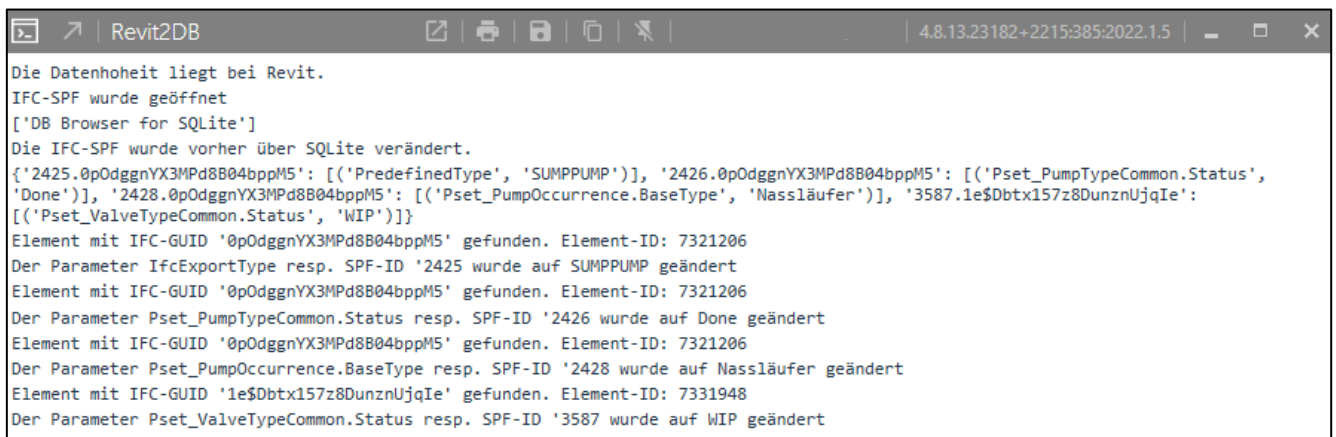 Revit2DB
4.8.13.23182+2215:385:2022.1.5
Die Datenhoheit liegt bei Revit.
IFC-SPF wurde geöffnet
['DB Browser for SQLite']
Die IFC-SPF wurde vorher über SQLite verändert.
{'2425.0pOdggnYX3MPd8B04bppM5': [('PredefinedType', 'SUMPPUMP')], '2426.0pOdggnYX3MPd8B04bppM5': [('Pset_PumpTypeCommon.Status',
'Done')], '2428.0pOdggnYX3MPd8B04bppM5': [('Pset_PumpOccurrence.BaseType', 'Nassläufer')], '3587.1e$Dbtx157z8DunznUjqIe':
[('Pset_ValveTypeCommon.Status', 'WIP')]}
Element mit IFC-GUID '0pOdggnYX3MPd8B04bppM5' gefunden. Element-ID: 7321206
Der Parameter IfcExportType resp. SPF-ID '2425 wurde auf SUMPPUMP geändert
Element mit IFC-GUID '0pOdggnYX3MPd8B04bppM5' gefunden. Element-ID: 7321206
Der Parameter Pset_PumpTypeCommon.Status resp. SPF-ID '2426 wurde auf Done geändert
Element mit IFC-GUID '0pOdggnYX3MPd8B04bppM5' gefunden. Element-ID: 7321206
Der Parameter Pset_PumpOccurrence.BaseType resp. SPF-ID '2428 wurde auf Nassläufer geändert
Element mit IFC-GUID '1e$Dbtx157z8DunznUjqIe' gefunden. Element-ID: 7331948
Der Parameter Pset_ValveTypeCommon.Status resp. SPF-ID '3587 wurde auf WIP geändert